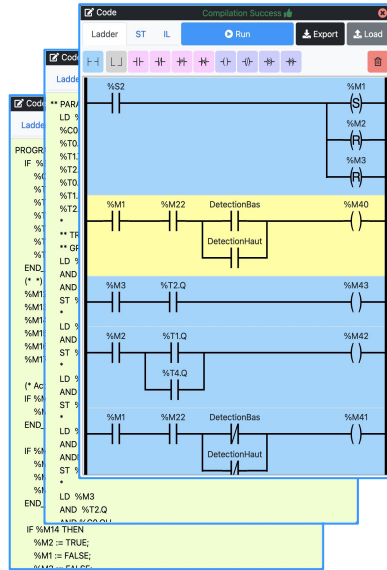 Code
Compilation Success
Ladder
ST
IL
Run
Export
Load
%S2
%M1
S
%M2
R
%M3
R
%M1
%M22
DetectionBas
%M40
DetectionHaut
%M3
%T2.Q
%M43
%M2
%T1.Q
%M42
%T4.Q
%M1
%M22
DetectionBas
%M41
DetectionHaut
** PARA
LD %
%C0
%T0.
%T1.
%T2.
%T0.
%T1.
%T2.
*
** TR
** GR
LD %
AND
AND
ST %
*
LD %
AND
ST %
*
LD %
AND
AND
ST %
*
LD %
AND
ANDI
ST %
*
LD %M3
AND %T2.Q
Code
Ladde
PROGR
IF %
END_
(* *)
%M1
%M1
%M1
%M1
%M1
%M1
(* Ac
IF %M
%M
END_
IF %M
%M
%M
%M
END_
IF %M14 THEN
%M2 := TRUE;
%M1 := FALSE;
%M3 := FALSE;